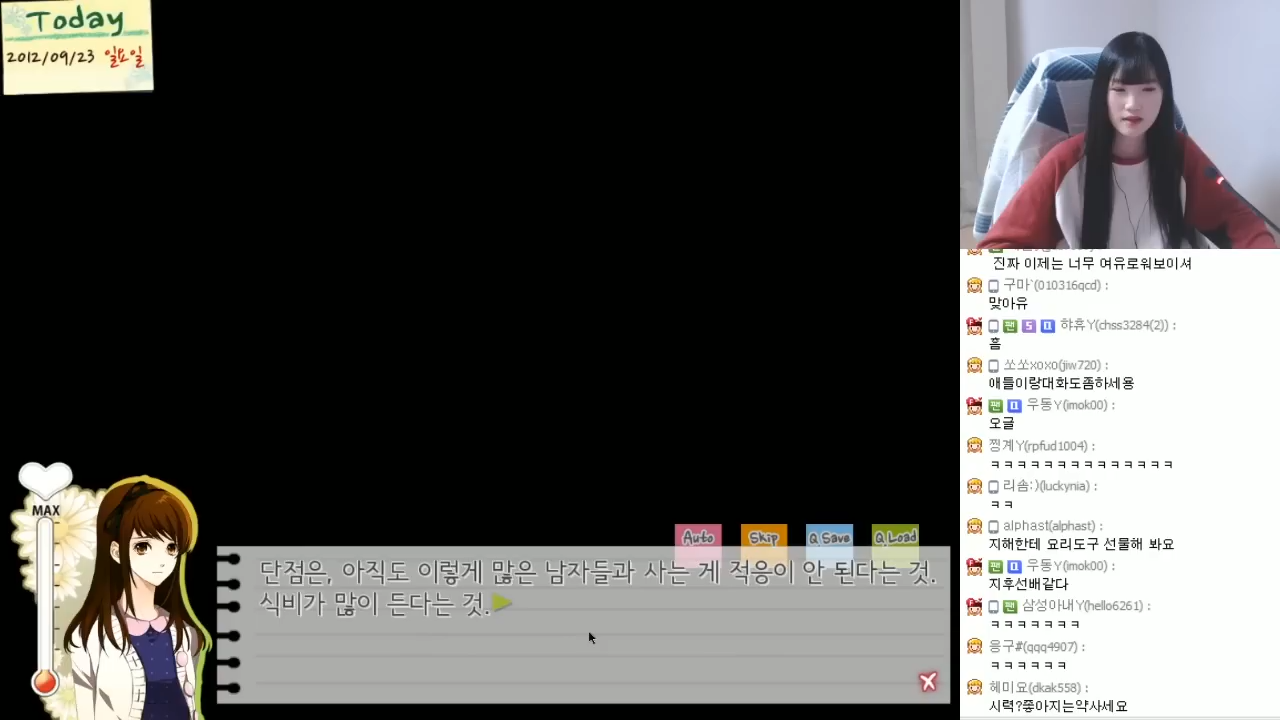 Today
2012/09/23 일요일
MAX
Auto
Skip
Q.Save
Q.Load
단점은, 아직도 이렇게 많은 남자들과 사는 게 적응이 안 된다는 것.
식비가 많이 든다는 것.
진짜 이제는 너무 여유로워보이셔
구마`(010316qcd) :
맞아유
팬 S Q 햐휴Y(chss3284(2)) :
흠
쏘쏘xoxo(jiw720) :
애들이랑대화도좀하세용
팬 Q 우동Y(imok00) :
오글
찡계Y(rpfud1004) :
ㅋㅋㅋㅋㅋㅋㅋㅋㅋㅋㅋㅋㅋㅋ
리솜:)(luckynia) :
ㅋㅋ
alphast(alphast) :
지해한테 요리도구 선물해 봐요
팬 Q 우동Y(imok00) :
지후선배같다
팬 삼성아내Y(hello6261) :
ㅋㅋㅋㅋㅋㅋㅋ
응구#(qqq4907) :
ㅋㅋㅋㅋㅋㅋ
헤미요(dkak558) :
시력?좋아지는약사세요